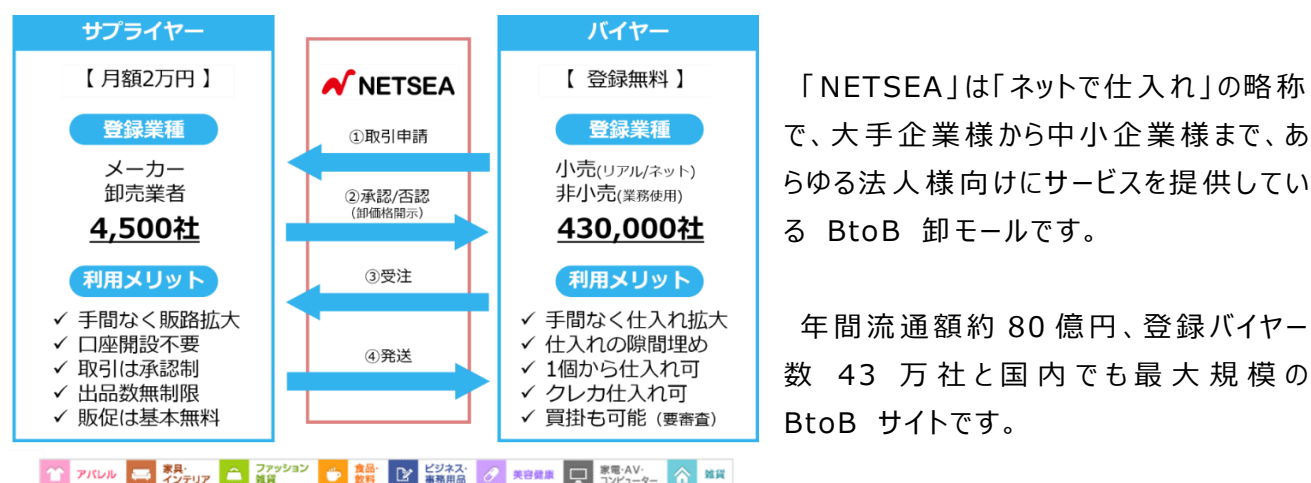 サプライヤー
【 月額2万円 】
登録業種
メーカー
卸売業者
4,500社
利用メリット
✓ 手間なく販路拡大
✓ 口座開設不要
✓ 取引は承認制
✓ 出品数無制限
✓ 販促は基本無料
NETSEA
①取引申請
②承認/否認
(卸価格開示)
③受注
④発送
バイヤー
【 登録無料 】
登録業種
小売(リアル/ネット)
非小売(業務使用)
430,000社
利用メリット
✓ 手間なく仕入れ拡大
✓ 仕入れの隙間埋め
✓ 1個から仕入れ可
✓ クレカ仕入れ可
✓ 買掛も可能（要審査）
「NETSEA」は「ネットで仕入れ」の略称
で、大手企業様から中小企業様まで、あ
らゆる法人様向けにサービスを提供してい
る BtoB 卸モールです。
年間流通額約 80 億円、登録バイヤー
数 43 万社と国内でも最大規模の
BtoB サイトです。
アパレル
家具・
インテリア
ファッション
雑貨
食品・
飲料
ビジネス・
事務用品
美容健康
家電・AV・
コンピューター
雑貨